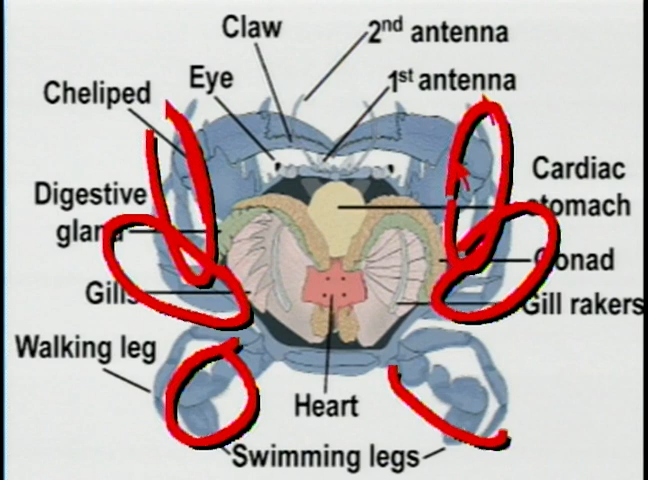 Claw
2nd antenna
Eye
1st antenna
Cheliped
Cardiac
stomach
Digestive
gland
Gonad
Gills
Gill rakers
Walking leg
Heart
Swimming legs